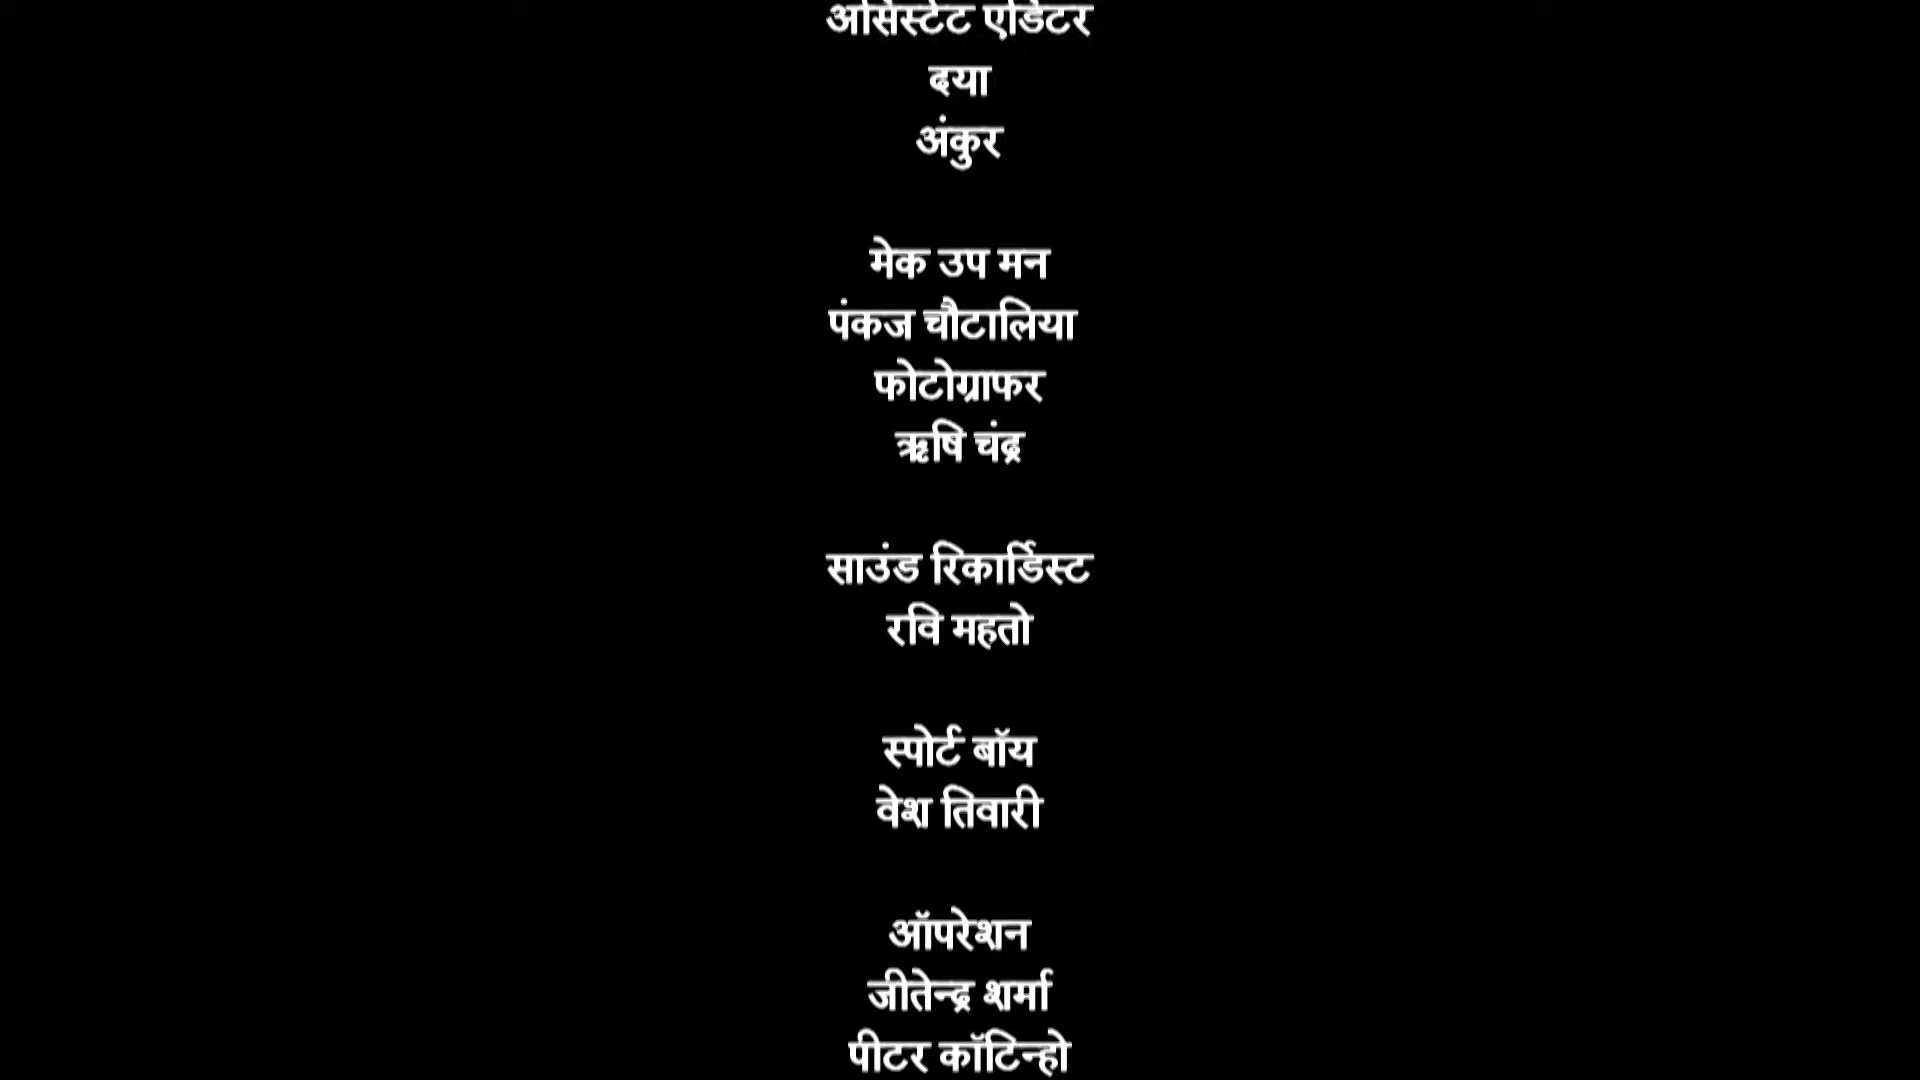 असिस्टेंट एडिटर
दया
अंकुर
मेक उप मन
पंकज चौटालिया
फोटोग्राफर
ऋषि चंद्र
साउंड रिकार्डिस्ट
रवि महतो
स्पोर्ट बॉय
वेश तिवारी
ऑपरेशन
जीतेन्द्र शर्मा
पीटर कॉटिन्हो